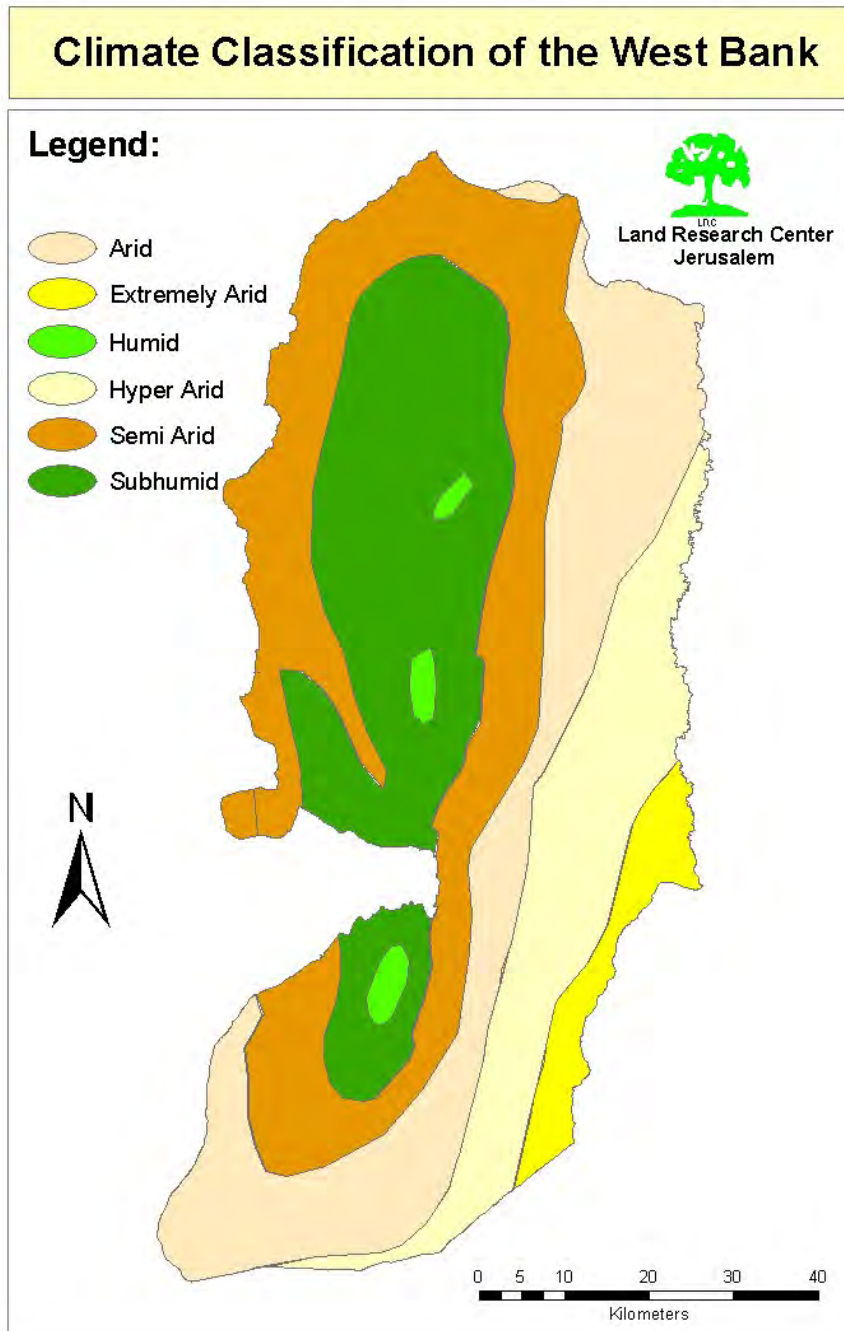 Climate Classification of the West Bank
Legend:
Arid
Extremely Arid
Humid
Hyper Arid
Semi Arid
Subhumid
LRC
Land Research Center
Jerusalem
N
0 5 10 20 30 40
Kilometers